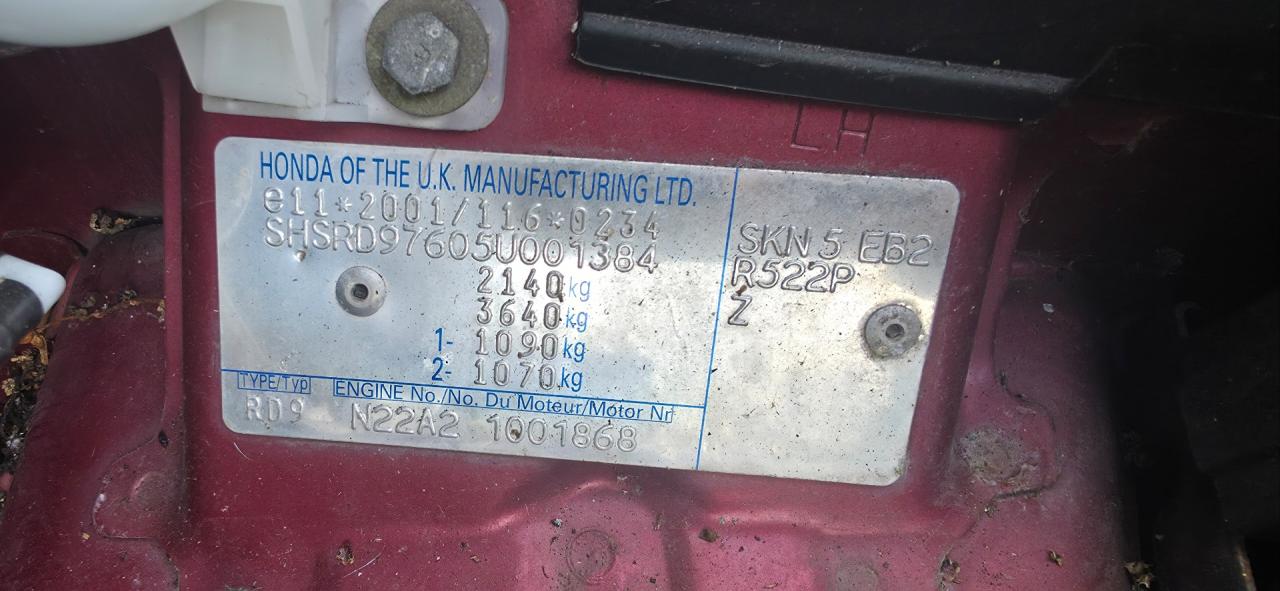 LH
HONDA OF THE U.K. MANUFACTURING LTD.
e11*2001/116*0234
SHSRD97605U001384
2140kg
3640kg
1- 1090kg
2- 1070kg
TYPE/Typ ENGINE No./No. Du Moteur/Motor Nr
RD9 N22A2 1001868
SKN 5 EB2
R522P
Z